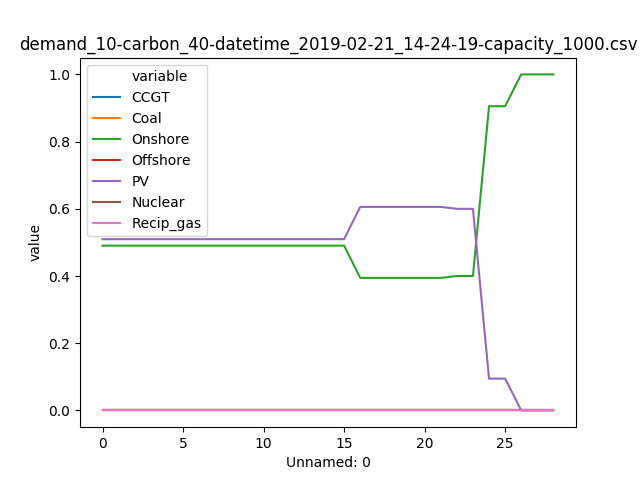 demand_10-carbon_40-datetime_2019-02-21_14-24-19-capacity_1000.csv
variable
CCGT
Coal
Onshore
Offshore
PV
Nuclear
Recip_gas
value
1.0
0.8
0.6
0.4
0.2
0.0
0 5 10 15 20 25
Unnamed: 0